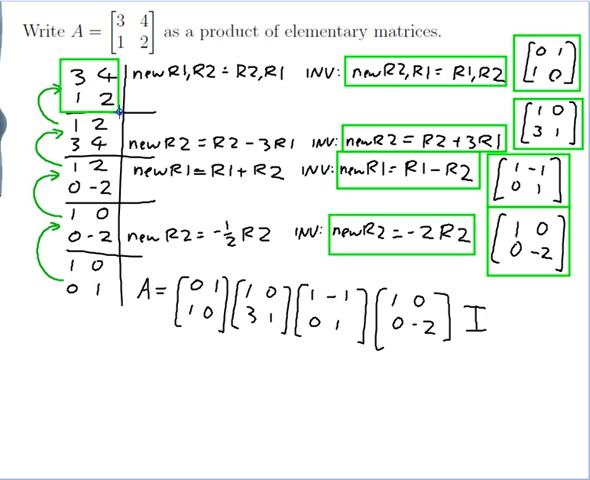 Write A = [3 4 1 2] as a product of elementary matrices.
3 4 newR1,R2 = R2,R1 INV: newR2,R1 = R1,R2 [0 1
1 2 1 0]
1 2 [1 0
3 4 newR2 = R2 - 3R1 INV: newR2 = R2 + 3R1 3 1]
1 2 newR1 = R1 + R2 INV: newR1 = R1 - R2 [1 -1
0 -2 0 1]
1 0 [1 0
0 -2 newR2 = -1/2 R2 INV: newR2 = -2R2 0 -2]
1 0
0 1 A = [0 1 1 0][1 0 3 1][1 -1 0 1][1 0 0 -2] I